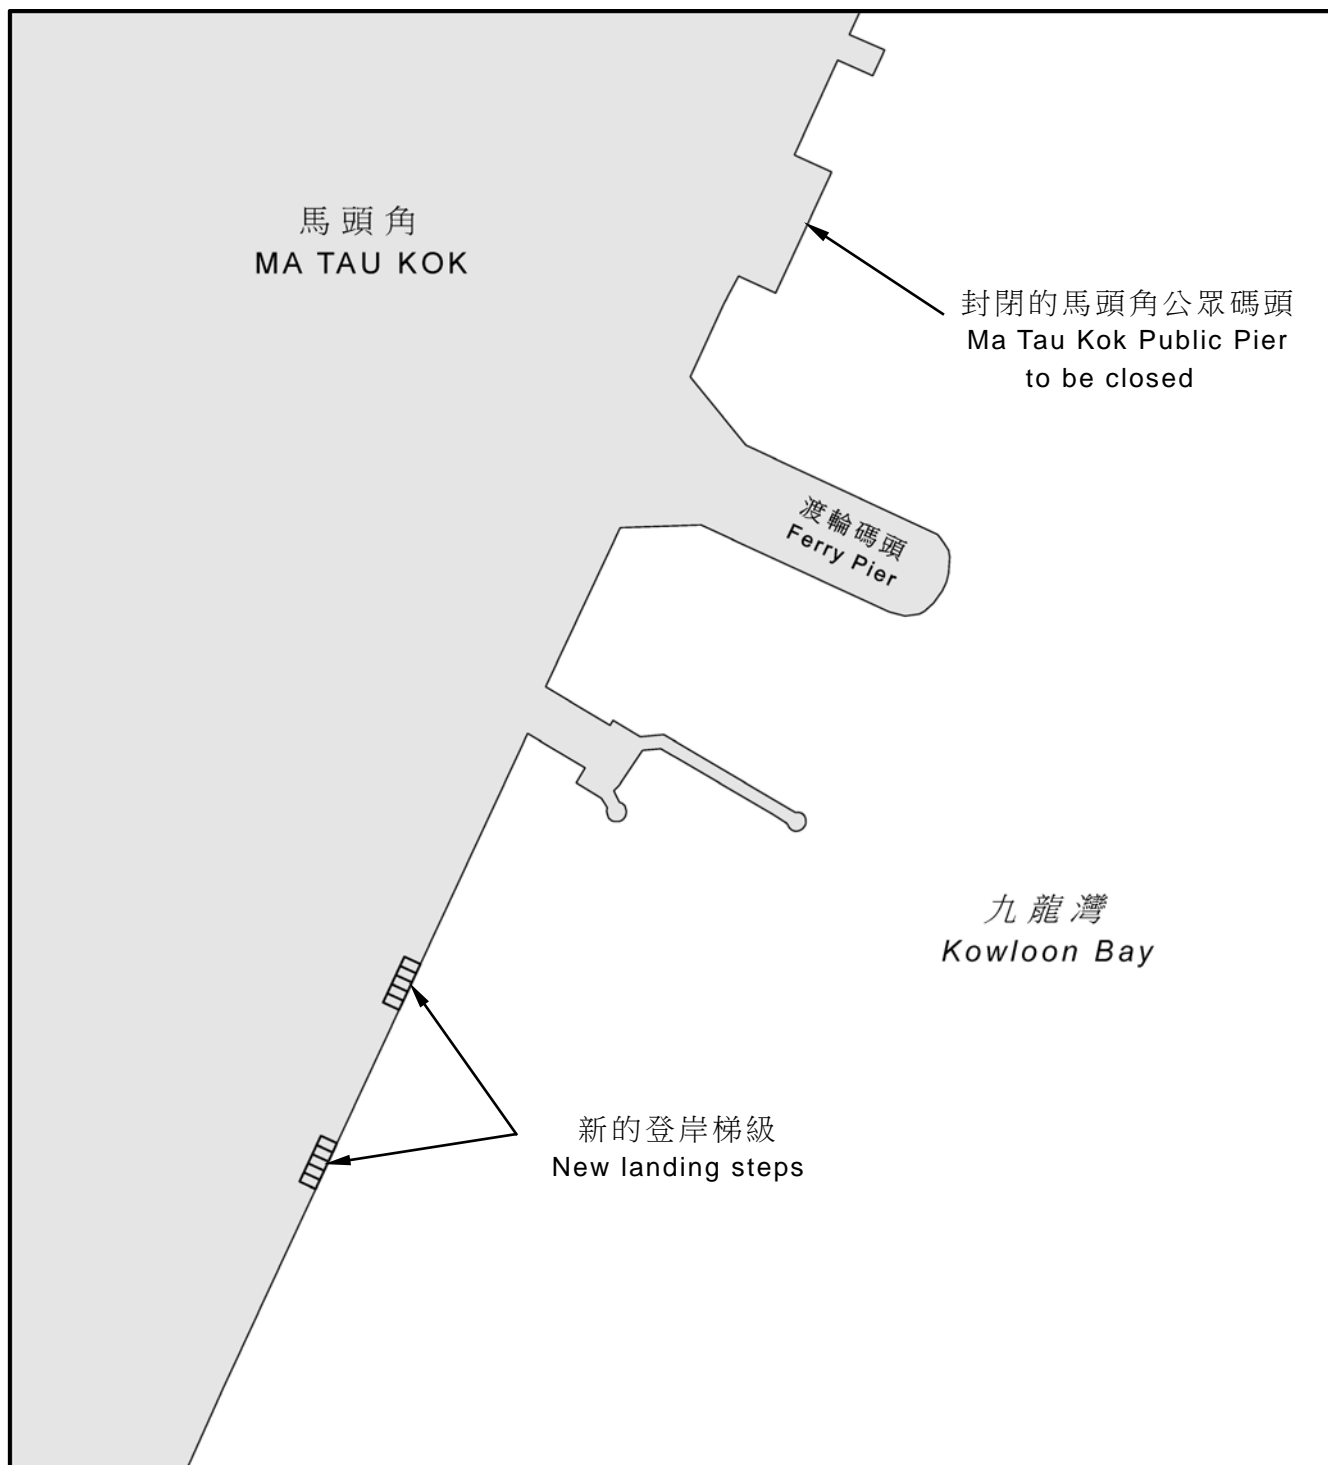 馬頭角
MA TAU KOK
封閉的馬頭角公眾碼頭
Ma Tau Kok Public Pier
to be closed
渡輪碼頭
Ferry Pier
九龍灣
Kowloon Bay
新的登岸梯級
New landing steps